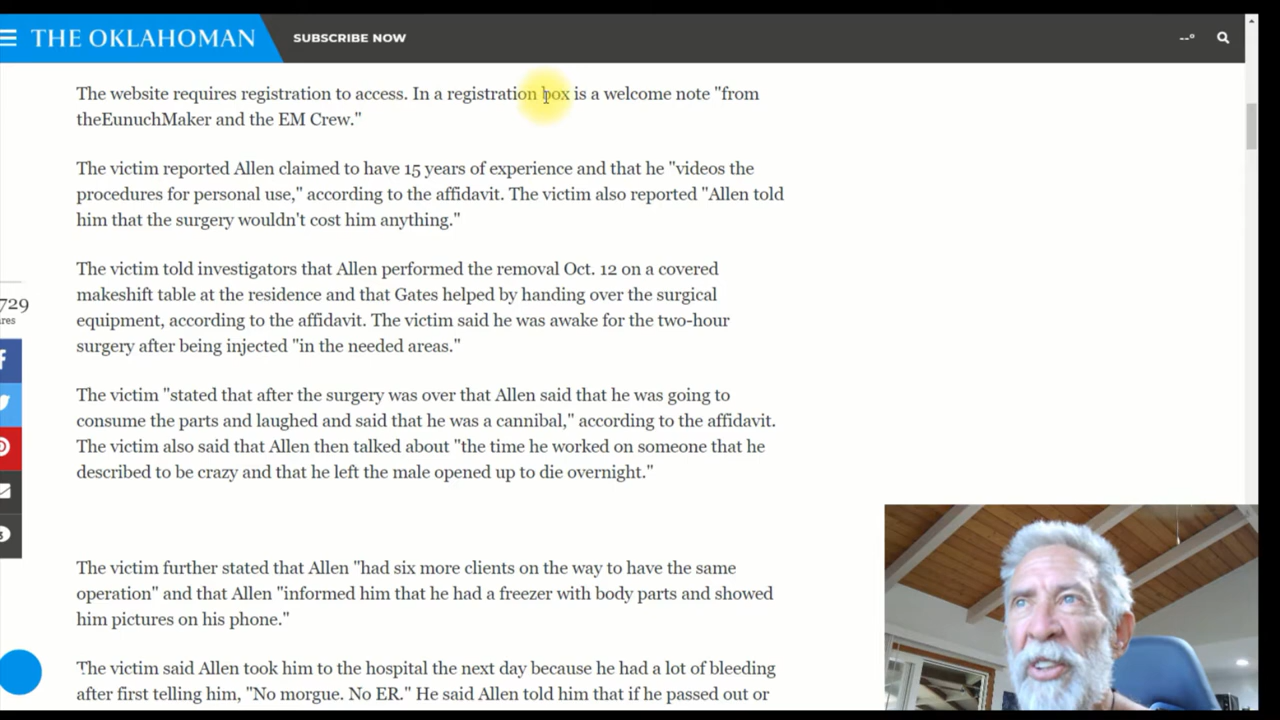 THE OKLAHOMAN SUBSCRIBE NOW --°
The website requires registration to access. In a registration box is a welcome note "from
theEunuchMaker and the EM Crew."
The victim reported Allen claimed to have 15 years of experience and that he "videos the
procedures for personal use," according to the affidavit. The victim also reported "Allen told
him that the surgery wouldn't cost him anything."
The victim told investigators that Allen performed the removal Oct. 12 on a covered
makeshift table at the residence and that Gates helped by handing over the surgical
equipment, according to the affidavit. The victim said he was awake for the two-hour
surgery after being injected "in the needed areas."
The victim "stated that after the surgery was over that Allen said that he was going to
consume the parts and laughed and said that he was a cannibal," according to the affidavit.
The victim also said that Allen then talked about "the time he worked on someone that he
described to be crazy and that he left the male opened up to die overnight."
The victim further stated that Allen "had six more clients on the way to have the same
operation" and that Allen "informed him that he had a freezer with body parts and showed
him pictures on his phone."
The victim said Allen took him to the hospital the next day because he had a lot of bleeding
after first telling him, "No morgue. No ER." He said Allen told him that if he passed out or
729